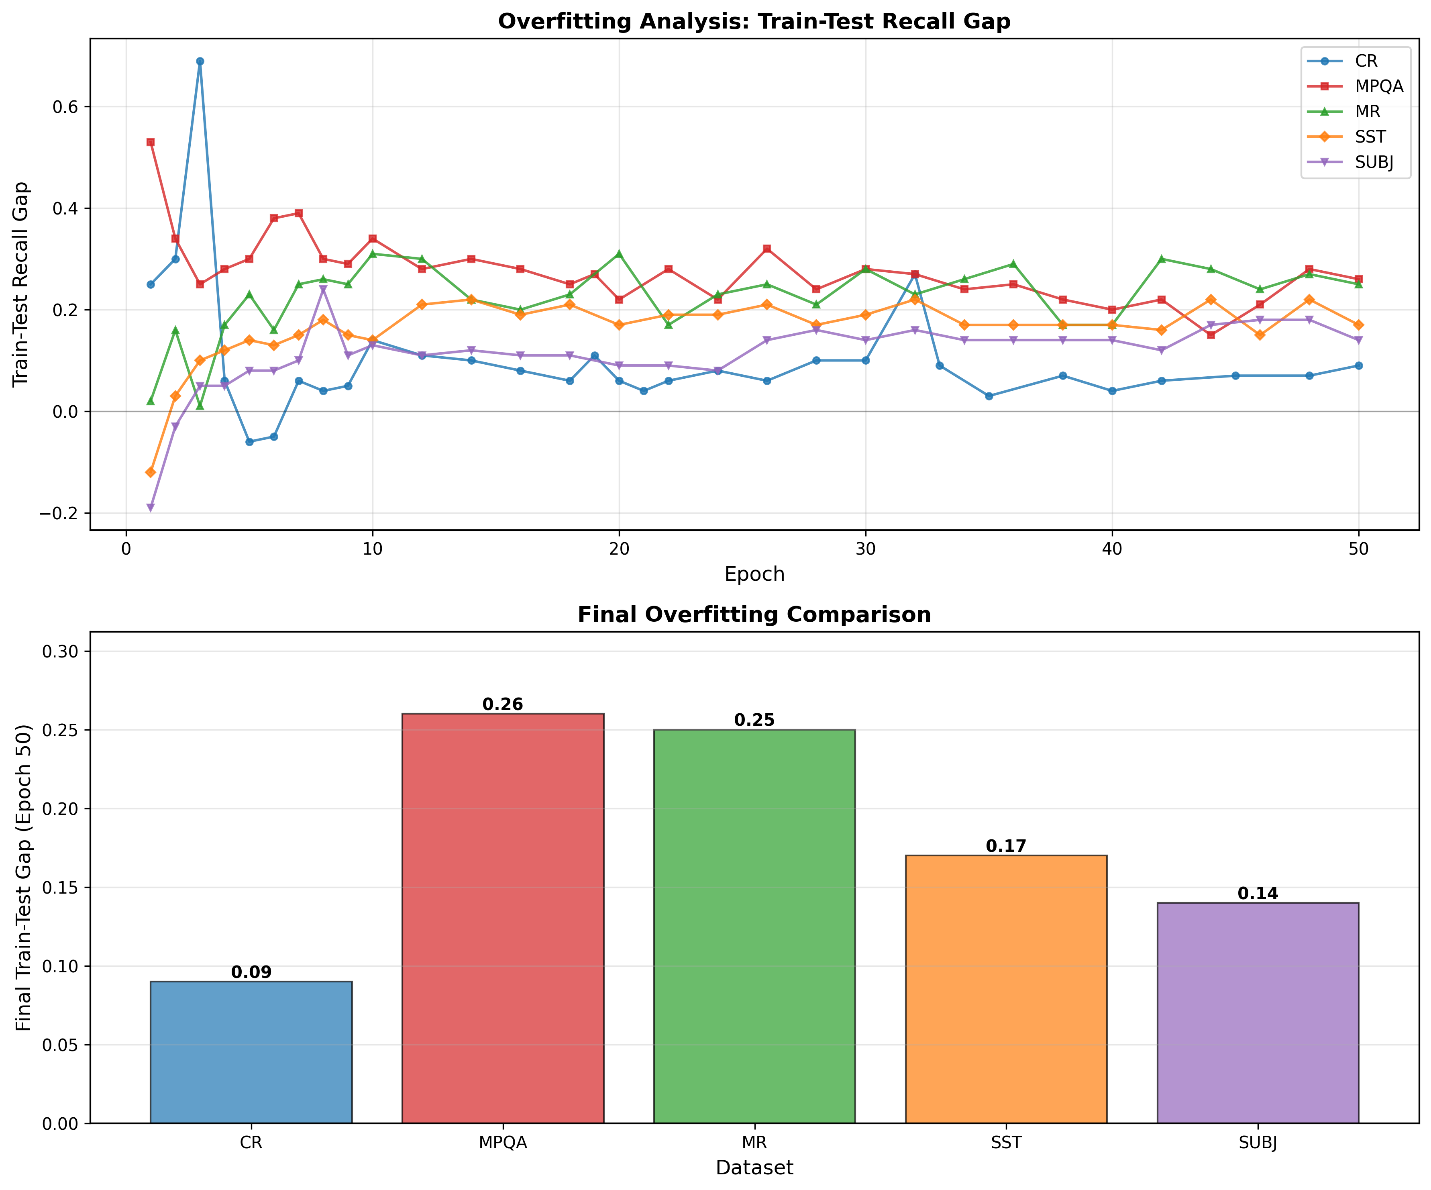 Overfitting Analysis: Train-Test Recall Gap
Train-Test Recall Gap
0.6
0.4
0.2
0.0
−0.2
CR
MPQA
MR
SST
SUBJ
0 10 20 30 40 50
Epoch
Final Overfitting Comparison
Final Train-Test Gap (Epoch 50)
0.30
0.25
0.20
0.15
0.10
0.05
0.00
0.09
0.26
0.25
0.17
0.14
CR MPQA MR SST SUBJ
Dataset